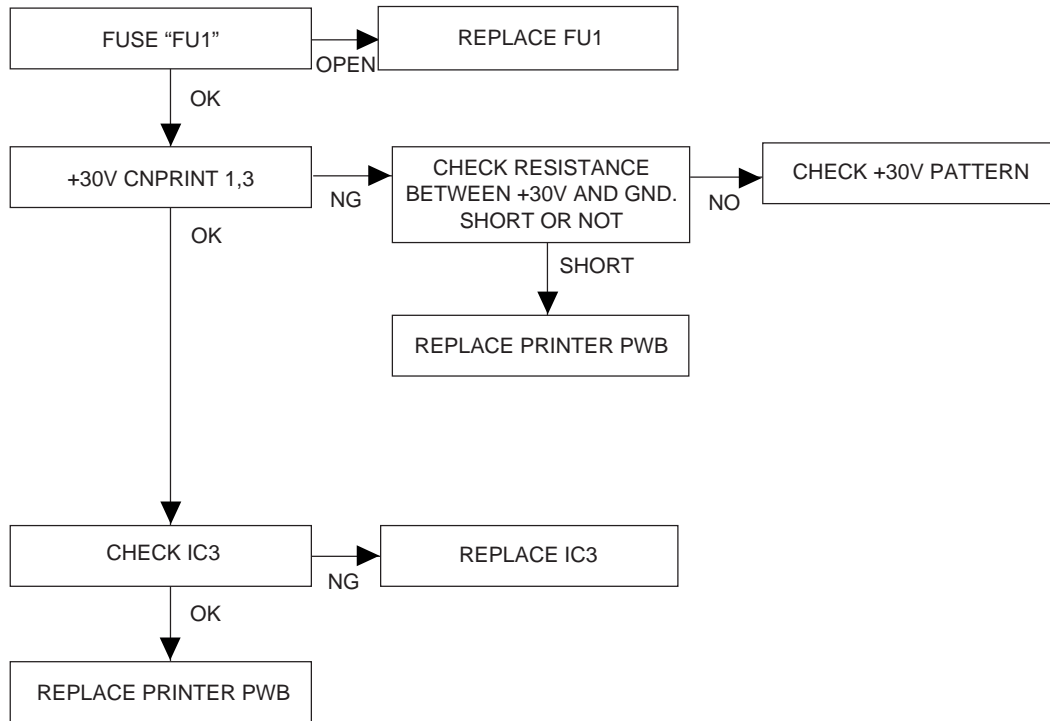 FUSE “FU1”
OPEN
REPLACE FU1
OK
+30V CNPRINT 1,3
NG
CHECK RESISTANCE
BETWEEN +30V AND GND.
SHORT OR NOT
NO
CHECK +30V PATTERN
SHORT
REPLACE PRINTER PWB
OK
CHECK IC3
NG
REPLACE IC3
OK
REPLACE PRINTER PWB